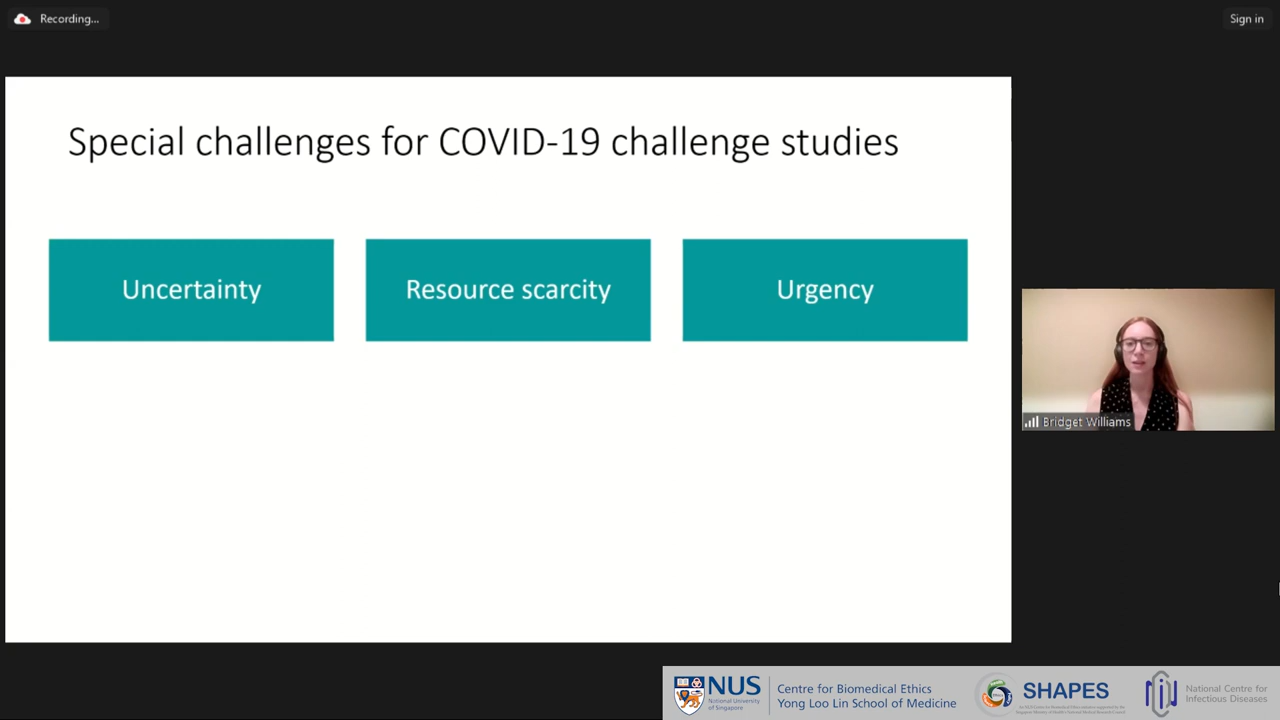 Recording...
Sign in
Special challenges for COVID-19 challenge studies
Uncertainty
Resource scarcity
Urgency
Bridget Williams
NUS
National University
of Singapore
Centre for Biomedical Ethics
Yong Loo Lin School of Medicine
SHAPES
National Centre for
Infectious Diseases